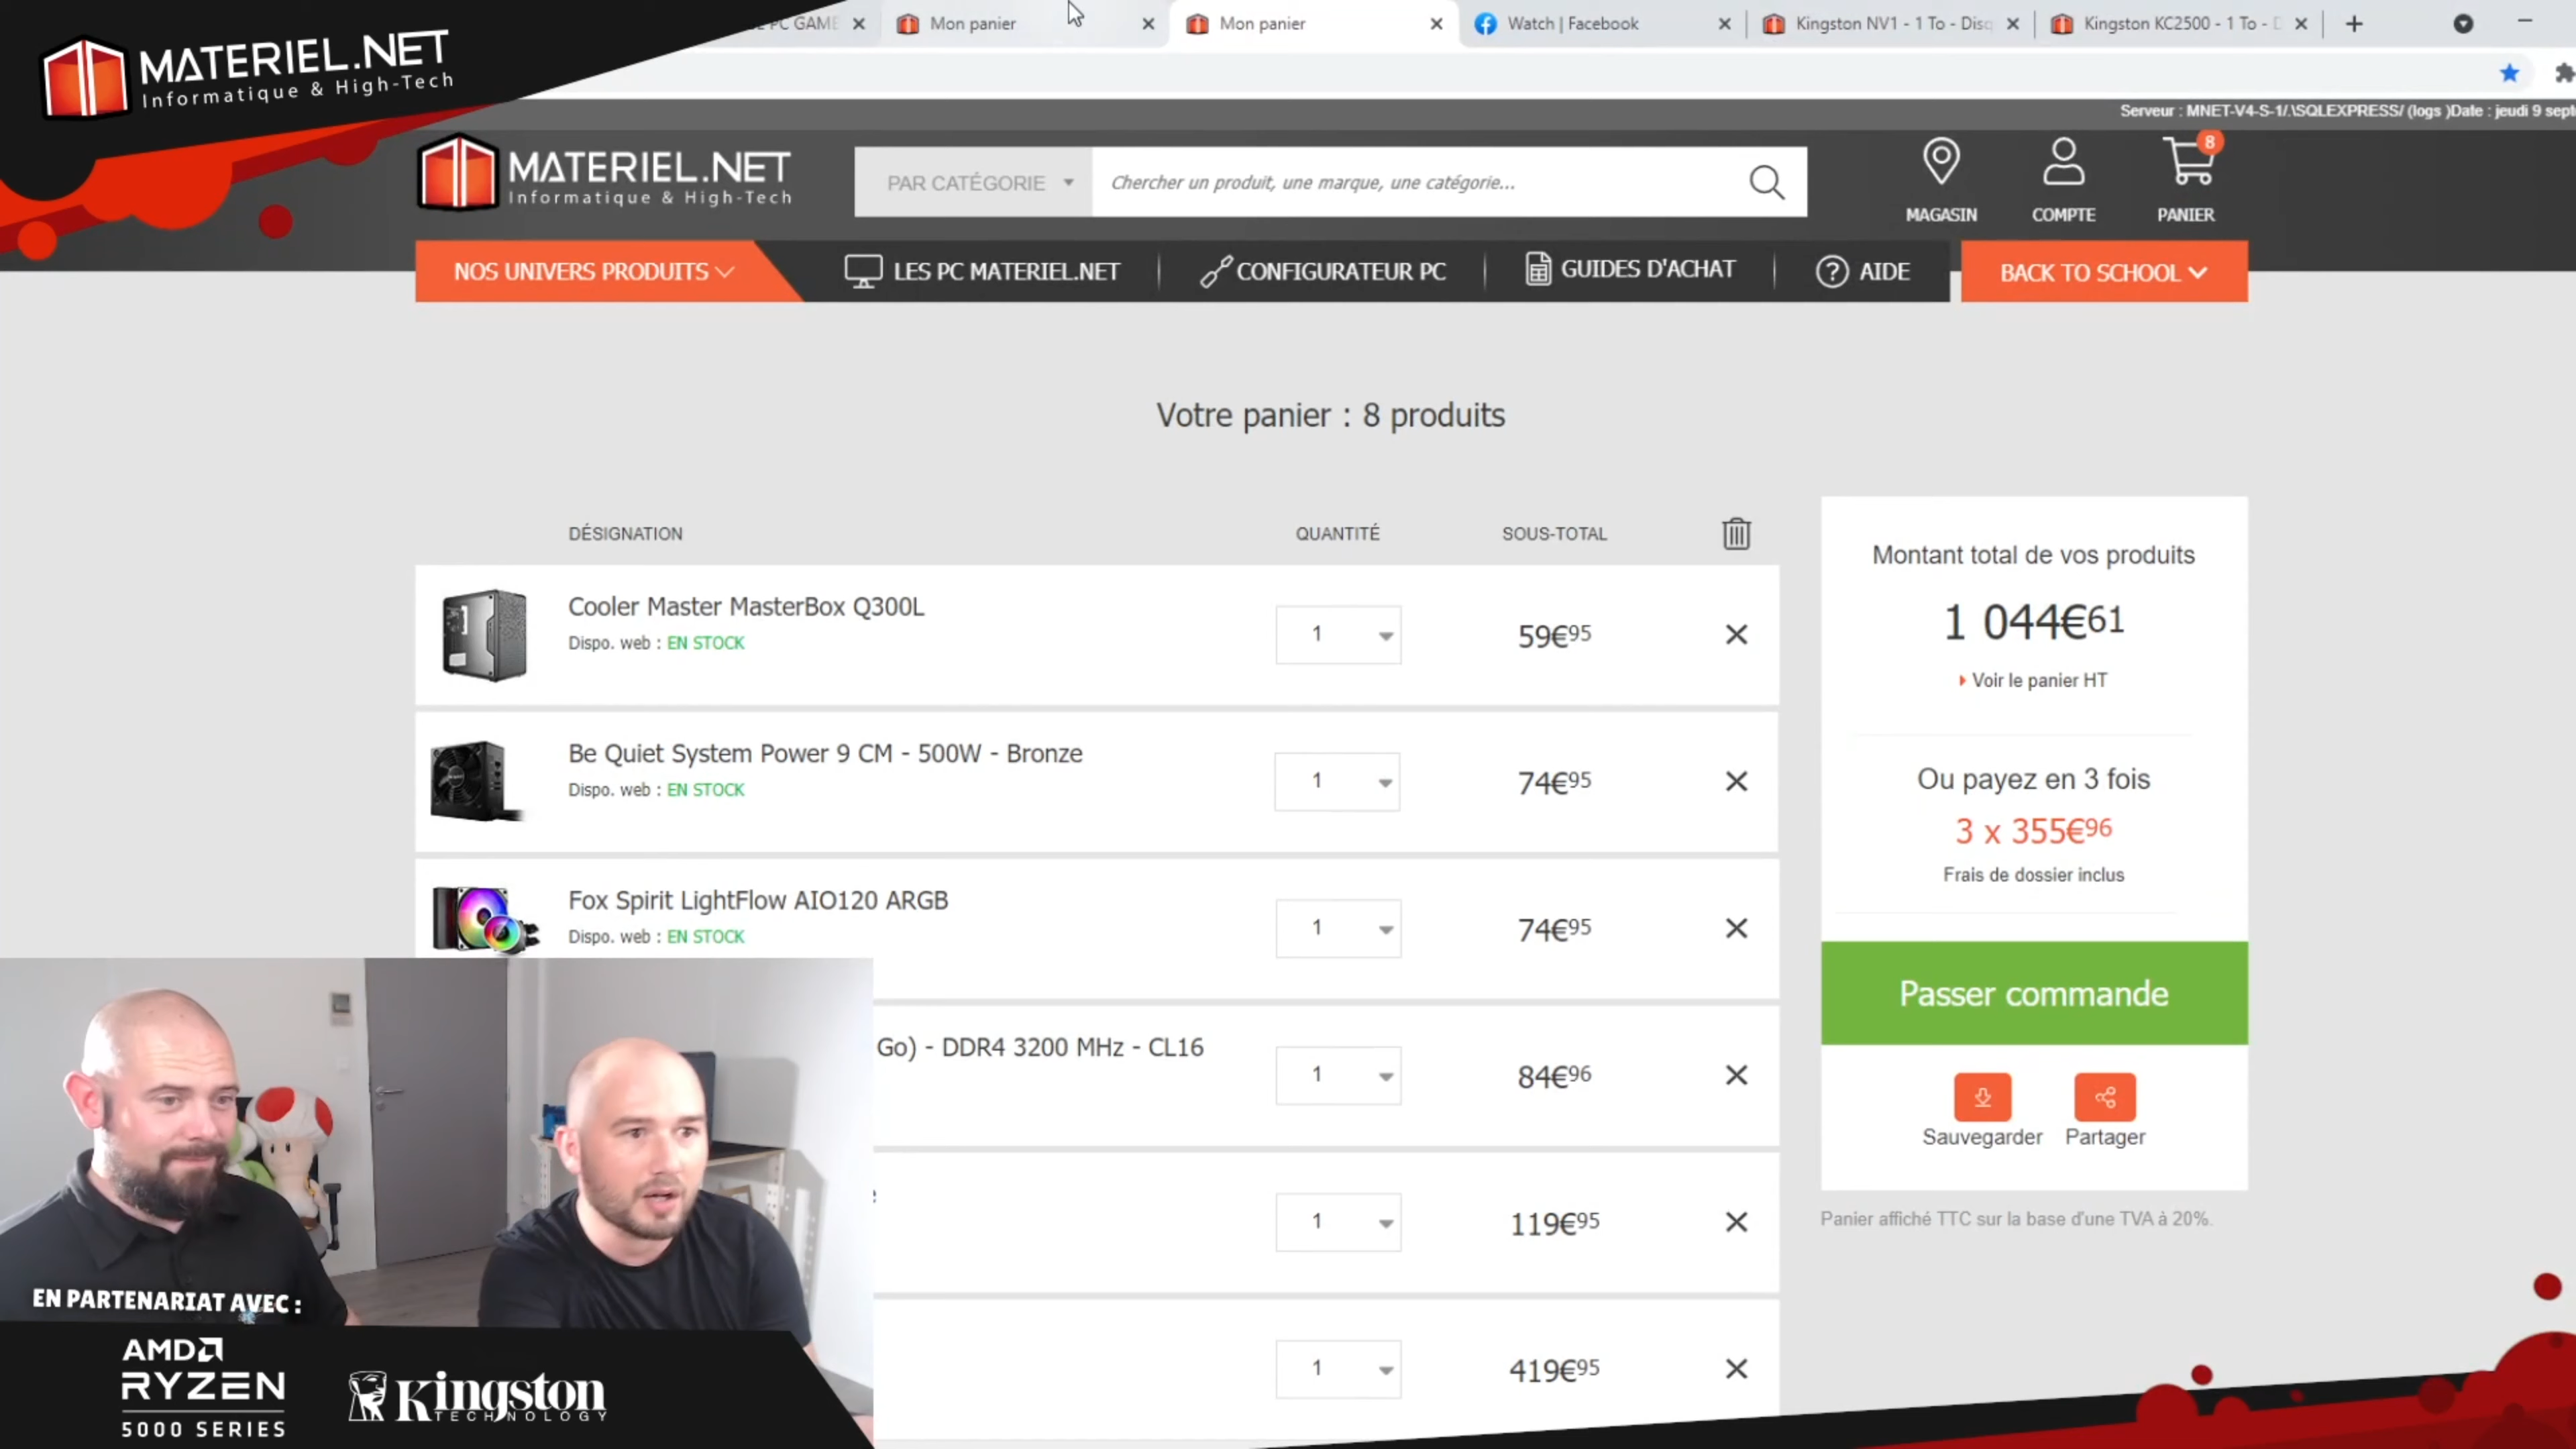 MATERIEL.NET
Informatique & High-Tech
PC GAME
Mon panier
Mon panier
Watch | Facebook
Kingston NV1 - 1 To - Disq
Kingston KC2500 - 1 To - D
Serveur : MNET-V4-S-1/.\SQLEXPRESS/ (logs )Date : jeudi 9 sept
MATERIEL.NET
Informatique & High-Tech
PAR CATÉGORIE
Chercher un produit, une marque, une catégorie...
MAGASIN
COMPTE
8
PANIER
NOS UNIVERS PRODUITS
LES PC MATERIEL.NET
CONFIGURATEUR PC
GUIDES D'ACHAT
? AIDE
BACK TO SCHOOL
Votre panier : 8 produits
DÉSIGNATION
QUANTITÉ
SOUS-TOTAL
Cooler Master MasterBox Q300L
Dispo. web : EN STOCK
1
59€95
Be Quiet System Power 9 CM - 500W - Bronze
Dispo. web : EN STOCK
1
74€95
Fox Spirit LightFlow AIO120 ARGB
Dispo. web : EN STOCK
1
74€95
Go) - DDR4 3200 MHz - CL16
1
84€96
1
119€95
1
419€95
Montant total de vos produits
1 044€61
Voir le panier HT
Ou payez en 3 fois
3 x 355€96
Frais de dossier inclus
Passer commande
Sauvegarder
Partager
Panier affiché TTC sur la base d'une TVA à 20%.
EN PARTENARIAT AVEC :
AMD
RYZEN
5000 SERIES
Kingston
TECHNOLOGY